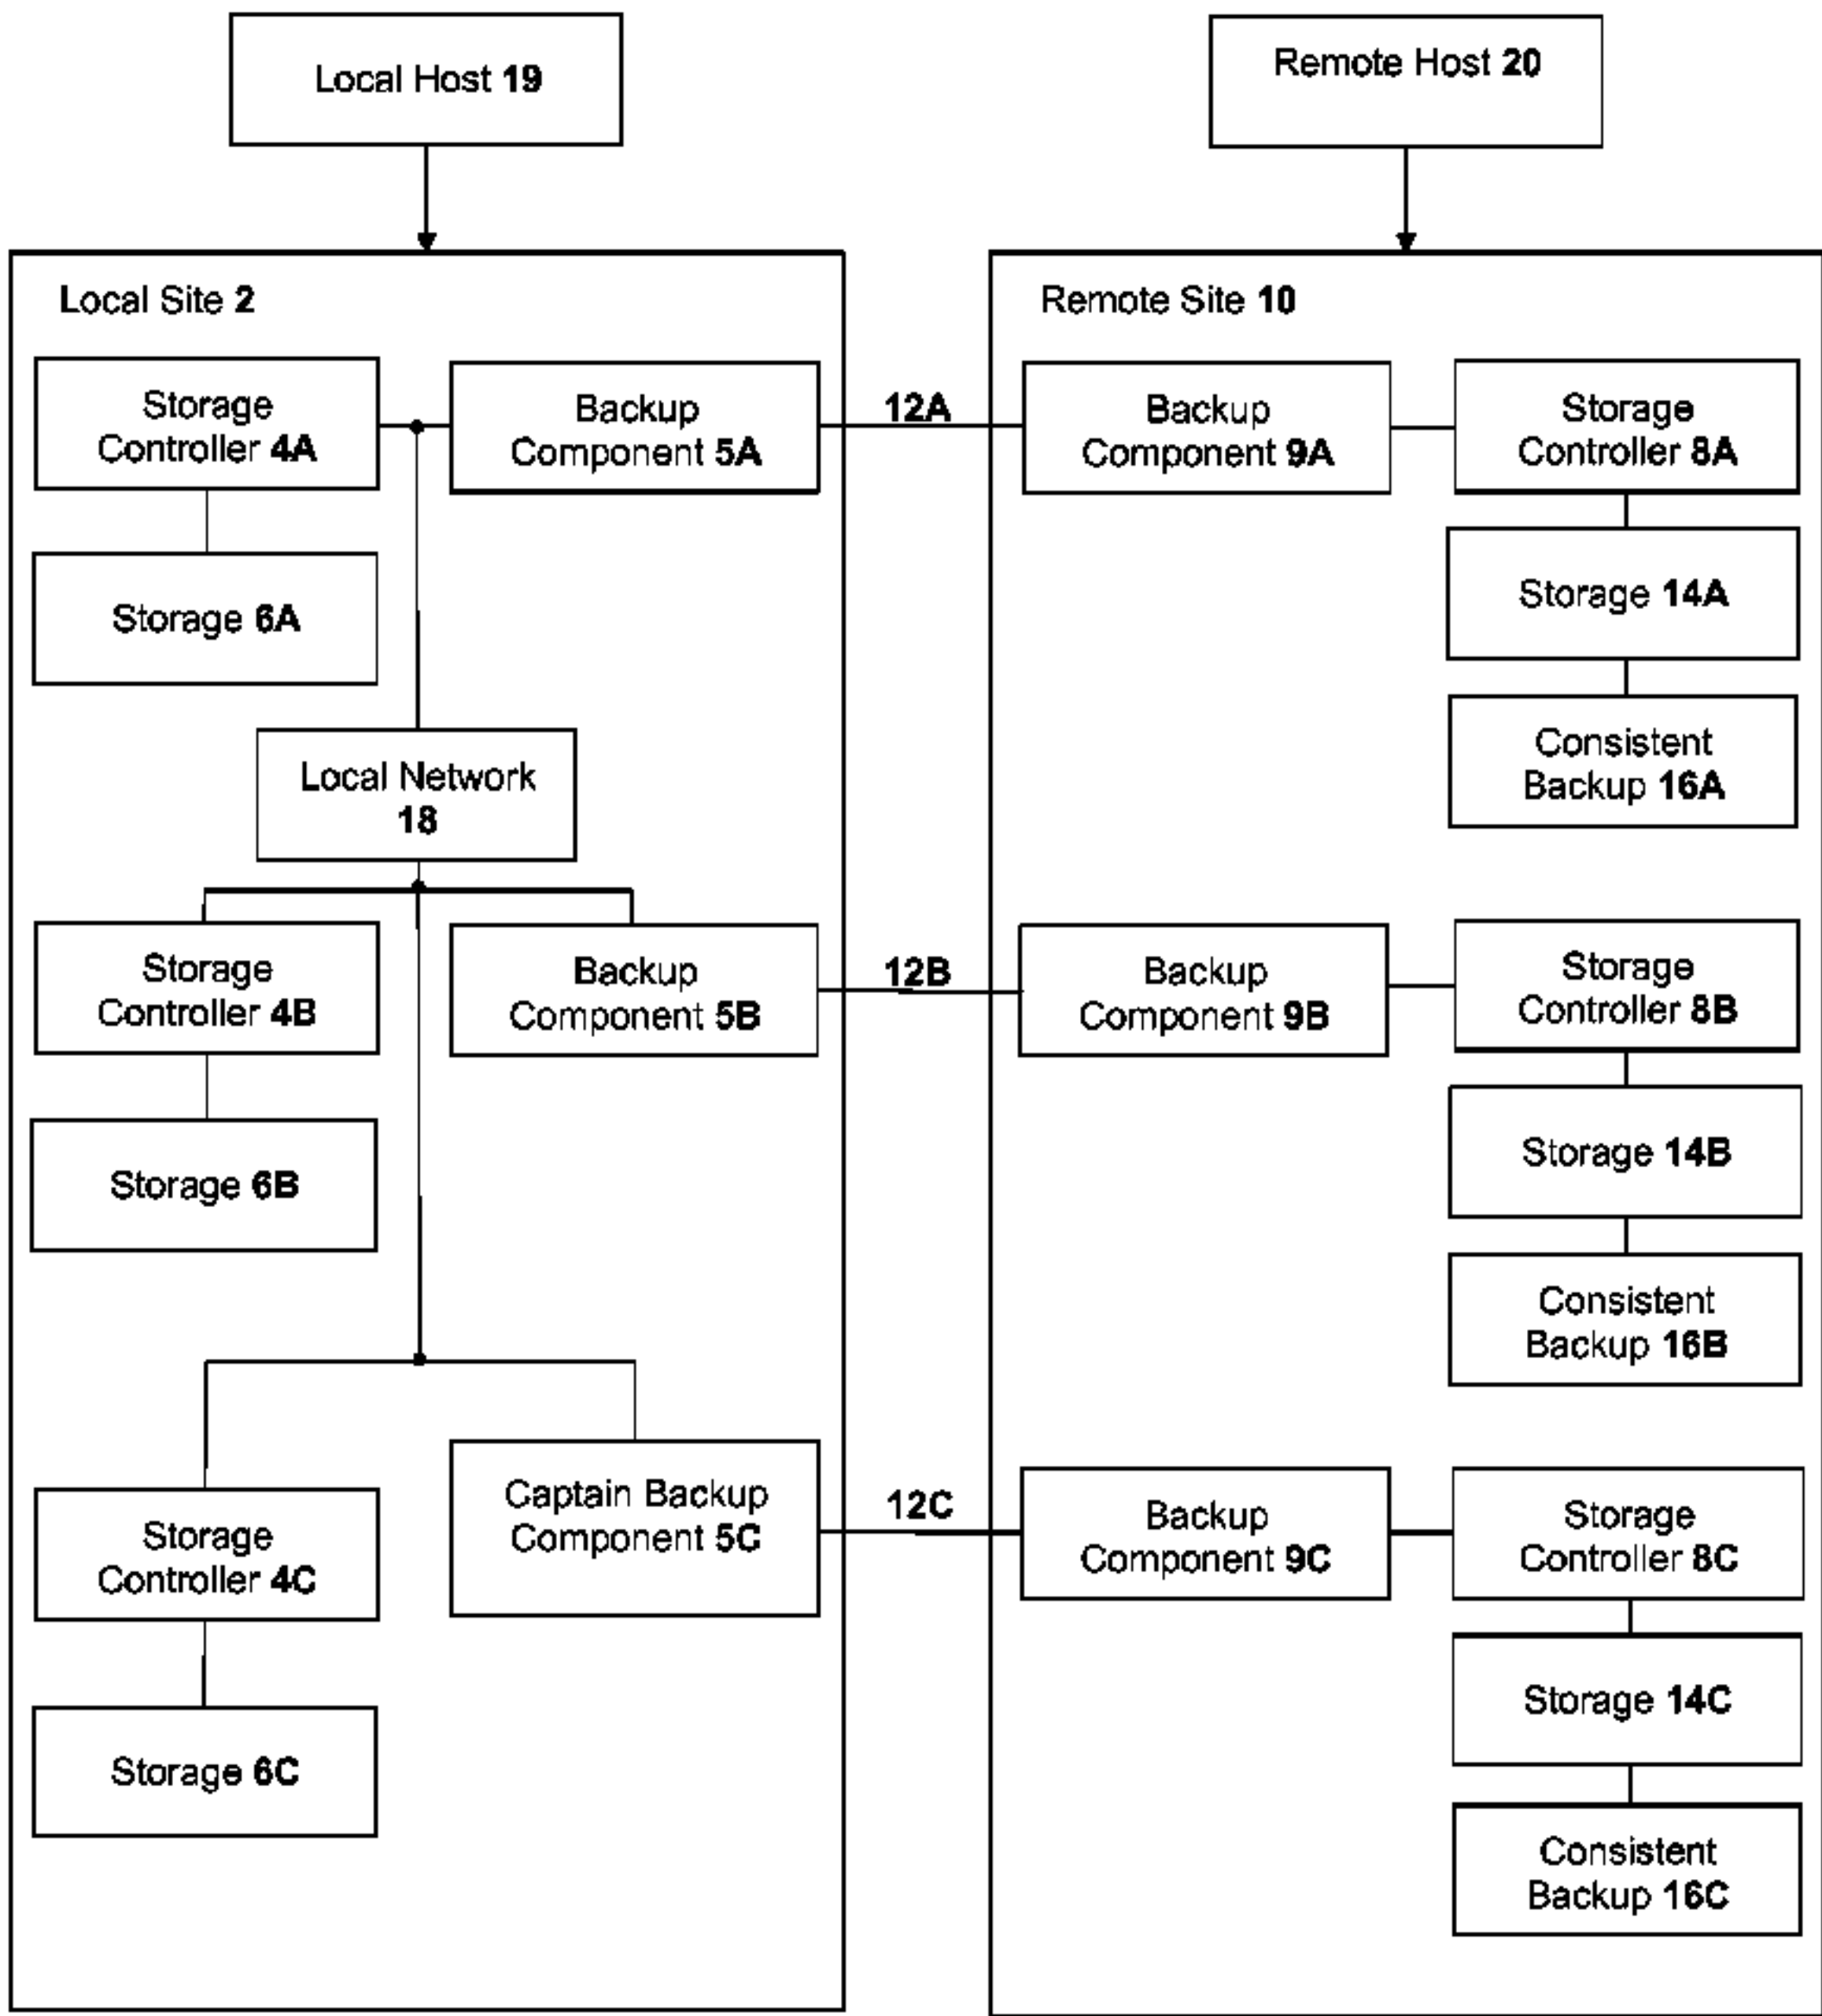 Local Host 19
Remote Host 20
Local Site 2
Remote Site 10
Storage
Controller 4A
Backup
Component 5A
12A
Backup
Component 9A
Storage
Controller 8A
Storage 6A
Storage 14A
Local Network
18
Consistent
Backup 16A
Storage
Controller 4B
Backup
Component 5B
12B
Backup
Component 9B
Storage
Controller 8B
Storage 6B
Storage 14B
Consistent
Backup 16B
Storage
Controller 4C
Captain Backup
Component 5C
12C
Backup
Component 9C
Storage
Controller 8C
Storage 6C
Storage 14C
Consistent
Backup 16C